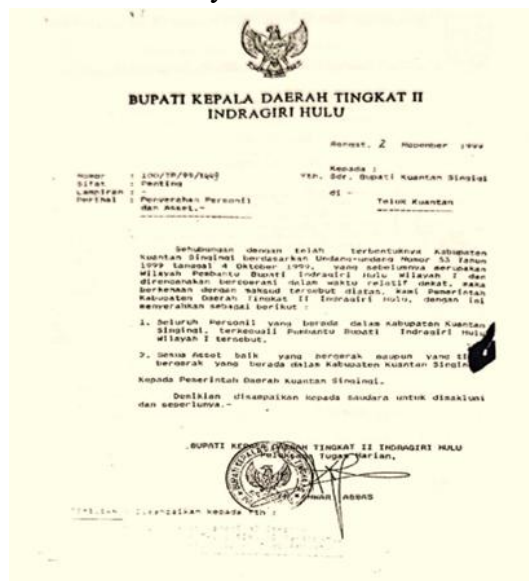 BUPATI KEPALA DAERAH TINGKAT II
INDRAGIRI HULU
Rengat, 2 Nopember 1999
Kepada :
Nomor : 100/TP/99/
Yth. Sdr. Bupati Kuantan Singigi
Sifat : Penting
Lampiran : -
di -
Perihal : Penyerahan Personil
dan Asset.-
Teluk Kuantan
Sehubungan dengan telah terbentuknya Kabupaten
Kuantan Singingi berdasarkan Undang-undang Nomor 53 Tahun
1999 tanggal 4 Oktober 1999, yang sebelumnya merupakan
Wilayah Pembantu Bupati Indragiri Hulu Wilayah I dan
direncanakan beroperasi dalam waktu relatif dekat, maka
berkenaan dengan maksud tersebut diatas, kami Pemerintah
Kabupaten Daerah Tingkat II Indragiri Hulu, dengan ini
menyerahkan sebagai berikut :
1. Seluruh Personil yang berada dalam Kabupaten Kuantan
Singingi, terkecuali Pembantu Bupati Indragiri Hulu
Wilayah I tersebut.
2. Semua Asset baik yang bergerak maupun yang
bergerak yang berada dalam Kabupaten Kuantan
Kepada Pemerintah Daerah Kuantan Singingi.
Demikian disampaikan kepada Saudara untuk dimaklumi
dan seperlunya.-
BUPATI KEPALA DAERAH TINGKAT II INDRAGIRI HULU
Pelaksana Tugas Harian,
ABBAS
disampaikan kepada Yth :